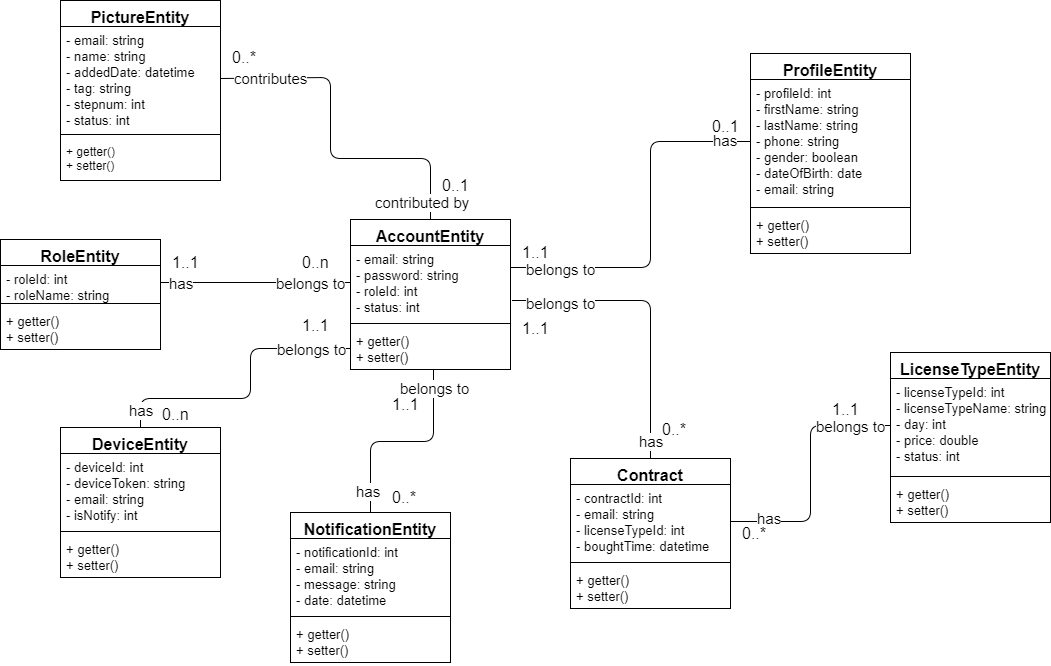 PictureEntity
- email: string
- name: string
- addedDate: datetime
- tag: string
- stepnum: int
- status: int
+ getter()
+ setter()
0..*
contributes
0..1
contributed by
ProfileEntity
- profileId: int
- firstName: string
- lastName: string
- phone: string
- gender: boolean
- dateOfBirth: date
- email: string
+ getter()
+ setter()
0..1
has
1..1
belongs to
RoleEntity
- roleId: int
- roleName: string
+ getter()
+ setter()
1..1
has
0..n
belongs to
AccountEntity
- email: string
- password: string
- roleId: int
- status: int
+ getter()
+ setter()
belongs to
1..1
1..1
belongs to
has
0..n
DeviceEntity
- deviceId: int
- deviceToken: string
- email: string
- isNotify: int
+ getter()
+ setter()
belongs to
1..1
has
0..*
NotificationEntity
- notificationId: int
- email: string
- message: string
- date: datetime
+ getter()
+ setter()
0..*
has
Contract
- contractId: int
- email: string
- licenseTypeId: int
- boughtTime: datetime
+ getter()
+ setter()
has
0..*
1..1
belongs to
LicenseTypeEntity
- licenseTypeId: int
- licenseTypeName: string
- day: int
- price: double
- status: int
+ getter()
+ setter()